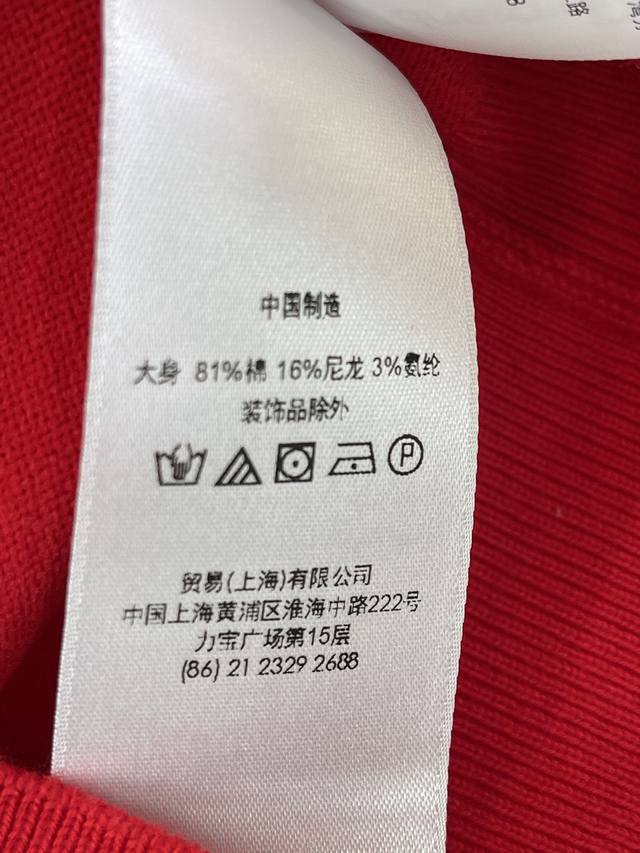 中国制造
大身 81%棉 16%尼龙 3%氨纶
装饰品除外
P
贸易(上海)有限公司
中国上海黄浦区淮海中路222号
力宝广场第15层
(86) 21 2329 2688